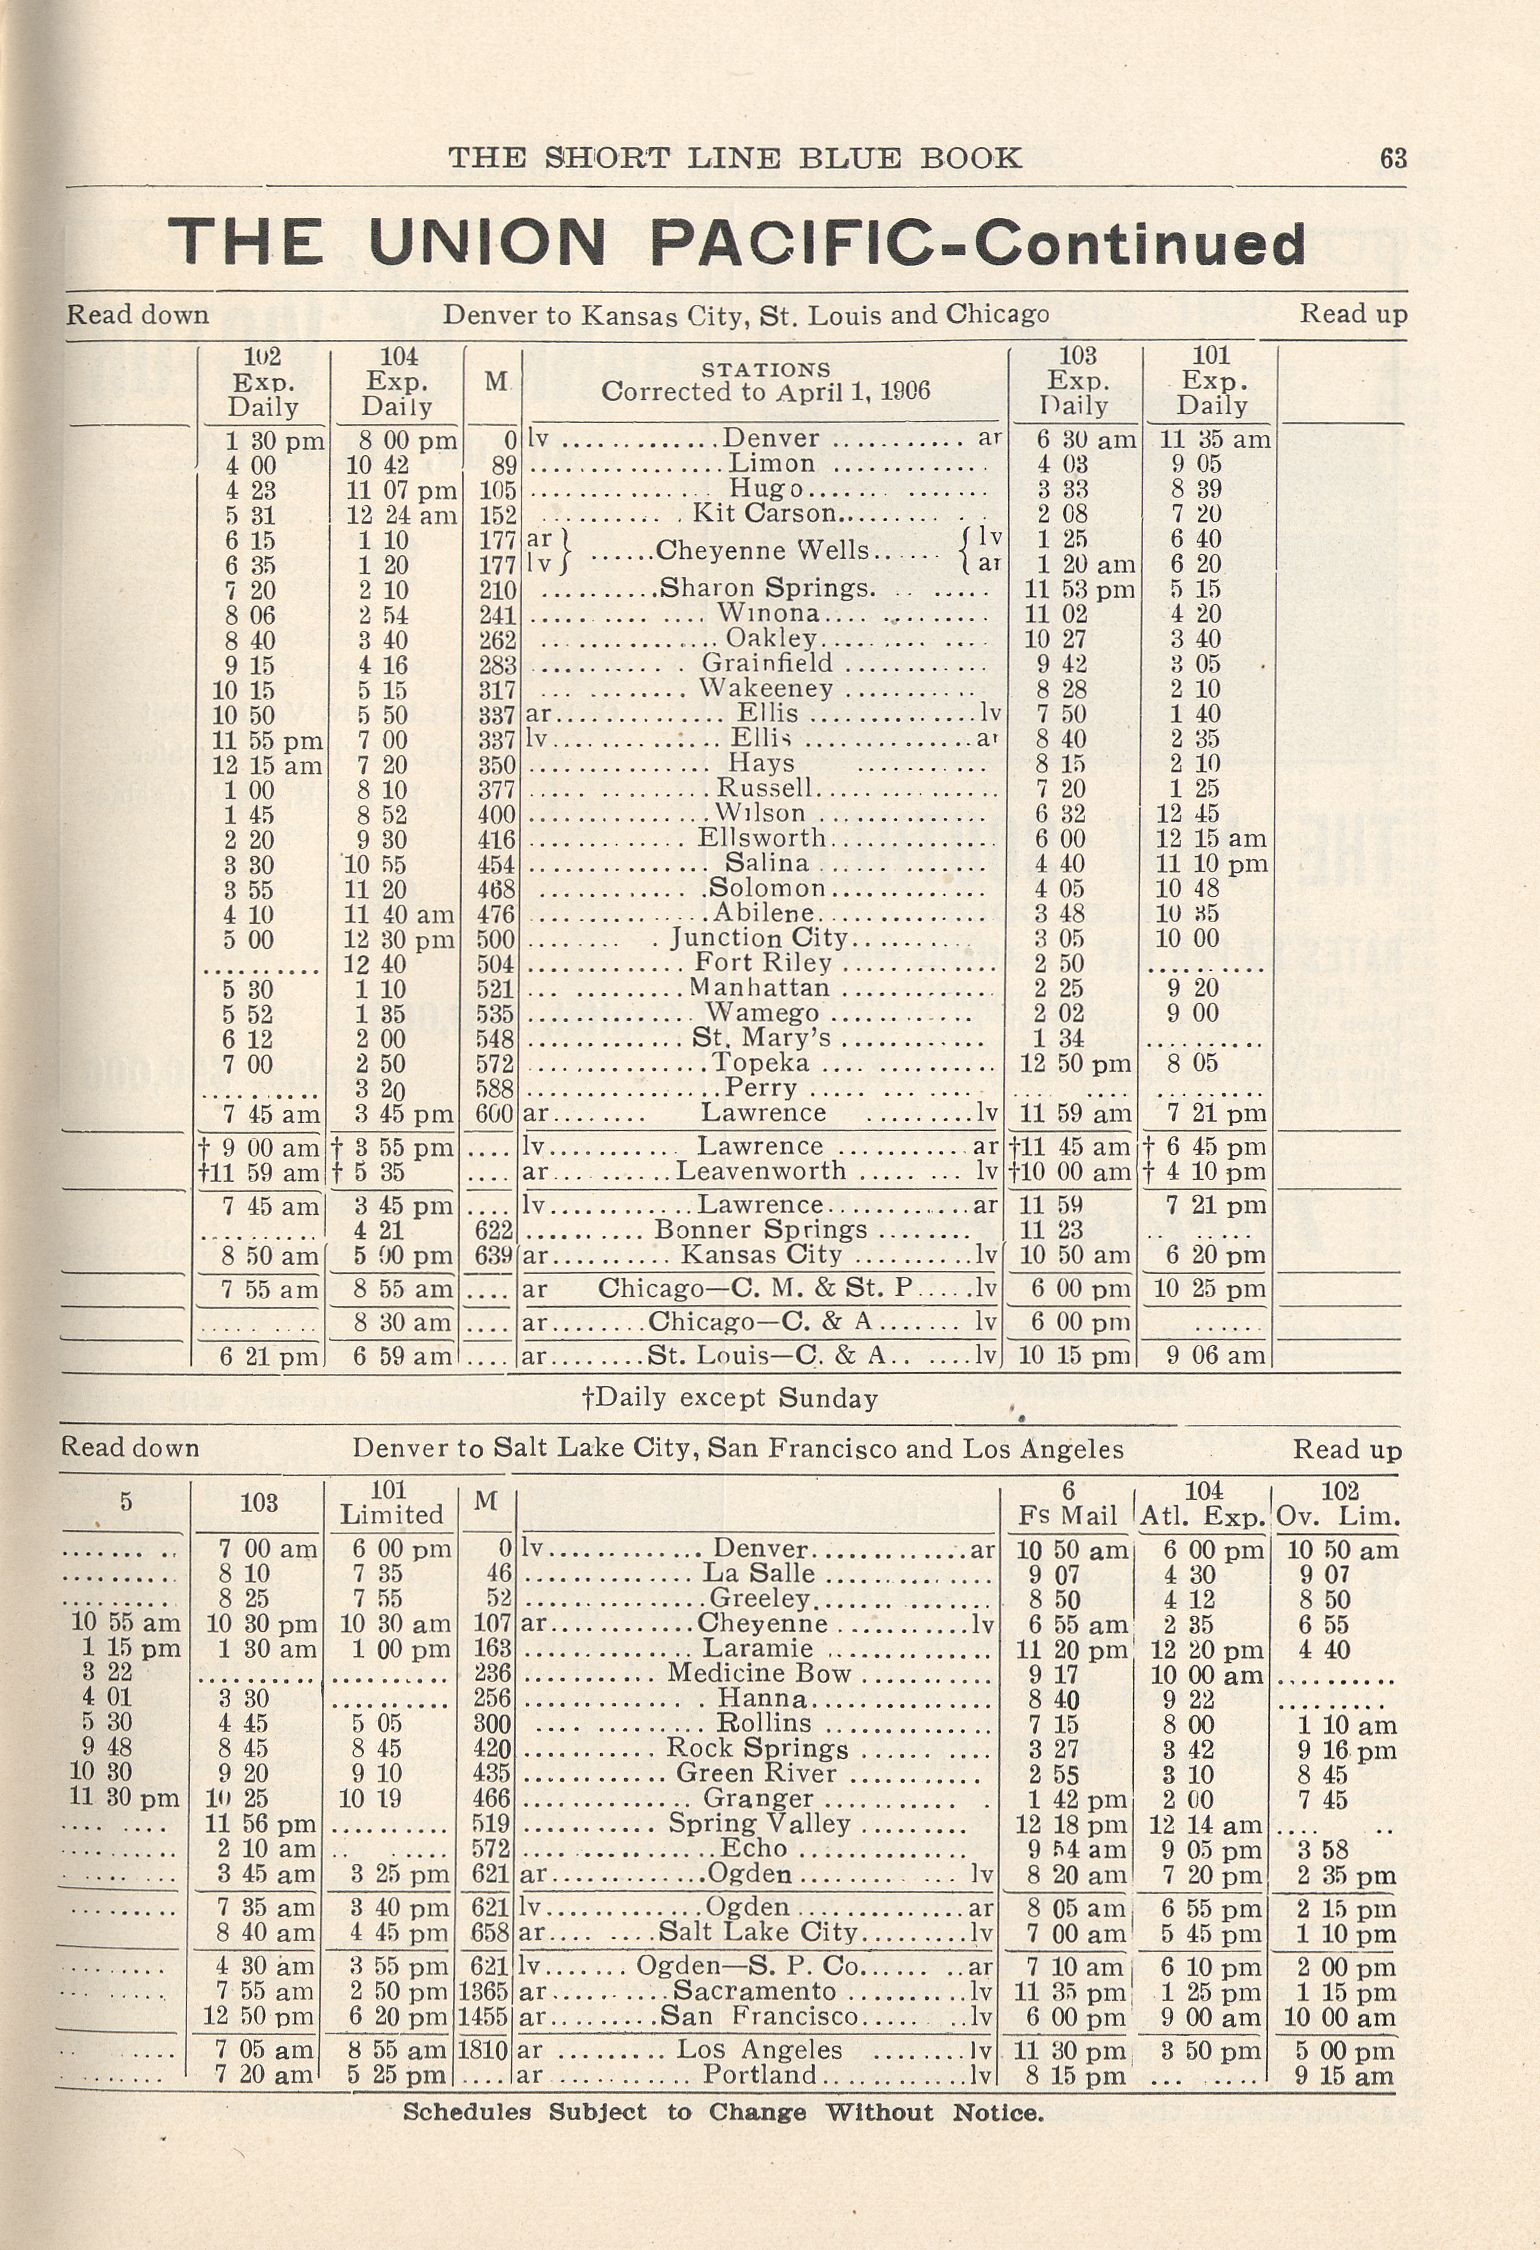 THE SHORT LINE BLUE BOOK 63
THE UNION PACIFIC-Continued
Read down Denver to Kansas City, St. Louis and Chicago Read up
102 Exp. Daily 104 Exp. Daily M STATIONS Corrected to April 1, 1906 103 Exp. Daily 101 Exp. Daily
1 30 pm 8 00 pm 0 lv Denver ar 6 30 am 11 35 am
4 00 10 42 89 Limon 4 03 9 05
4 23 11 07 pm 105 Hugo 3 33 8 39
5 31 12 24 am 152 Kit Carson 2 08 7 20
6 15 1 10 177 ar Cheyenne Wells lv 1 25 6 40
6 35 1 20 177 lv ar 1 20 am 6 20
7 20 2 10 210 Sharon Springs 11 53 pm 5 15
8 06 2 54 241 Winona 11 02 4 20
8 40 3 40 262 Oakley 10 27 3 40
9 15 4 16 283 Grainfield 9 42 3 05
10 15 5 15 317 Wakeeney 8 28 2 10
10 50 5 50 337 ar Ellis lv 7 50 1 40
11 55 pm 7 00 337 lv Ellis ar 8 40 2 35
12 15 am 7 20 350 Hays 8 15 2 10
1 00 8 10 377 Russell 7 20 1 25
1 45 8 52 400 Wilson 6 32 12 45
2 20 9 30 416 Ellsworth 6 00 12 15 am
3 30 10 55 454 Salina 4 40 11 10 pm
3 55 11 20 468 Solomon 4 05 10 48
4 10 11 40 am 476 Abilene 3 48 10 35
5 00 12 30 pm 500 Junction City 3 05 10 00
.......... 12 40 504 Fort Riley 2 50 ..........
5 30 1 10 521 Manhattan 2 25 9 20
5 52 1 35 535 Wamego 2 02 9 00
6 12 2 00 548 St. Mary's 1 34 ..........
7 00 2 50 572 Topeka 12 50 pm 8 05
.......... 3 20 588 Perry .......... ..........
7 45 am 3 45 pm 600 ar Lawrence lv 11 59 am 7 21 pm
† 9 00 am † 3 55 pm .... lv Lawrence ar †11 45 am † 6 45 pm
†11 59 am † 5 35 .... ar Leavenworth lv †10 00 am † 4 10 pm
7 45 am 3 45 pm .... lv Lawrence ar 11 59 7 21 pm
.......... 4 21 622 Bonner Springs 11 23 ..........
8 50 am 5 00 pm 639 ar Kansas City lv 10 50 am 6 20 pm
7 55 am 8 55 am .... ar Chicago—C. M. & St. P lv 6 00 pm 10 25 pm
.......... 8 30 am .... ar Chicago—C. & A lv 6 00 pm ......
6 21 pm 6 59 am .... ar St. Louis—C. & A lv 10 15 pm 9 06 am
†Daily except Sunday
Read down Denver to Salt Lake City, San Francisco and Los Angeles Read up
5 103 101 Limited M 6 Fs Mail 104 Atl. Exp. 102 Ov. Lim.
.......... 7 00 am 6 00 pm 0 lv Denver ar 10 50 am 6 00 pm 10 50 am
.......... 8 10 7 35 46 La Salle 9 07 4 30 9 07
.......... 8 25 7 55 52 Greeley 8 50 4 12 8 50
10 55 am 10 30 pm 10 30 am 107 ar Cheyenne lv 6 55 am 2 35 6 55
1 15 pm 1 30 am 1 00 pm 163 Laramie 11 20 pm 12 20 pm 4 40
3 22 .......... .......... 236 Medicine Bow 9 17 10 00 am ..........
4 01 3 30 .......... 256 Hanna 8 40 9 22 ..........
5 30 4 45 5 05 300 Rollins 7 15 8 00 1 10 am
9 48 8 45 8 45 420 Rock Springs 3 27 3 42 9 16 pm
10 30 9 20 9 10 435 Green River 2 55 3 10 8 45
11 30 pm 10 25 10 19 466 Granger 1 42 pm 2 00 7 45
.......... 11 56 pm .......... 519 Spring Valley 12 18 pm 12 14 am ..........
.......... 2 10 am .......... 572 Echo 9 54 am 9 05 pm 3 58
.......... 3 45 am 3 25 pm 621 ar Ogden lv 8 20 am 7 20 pm 2 35 pm
.......... 7 35 am 3 40 pm 621 lv Ogden ar 8 05 am 6 55 pm 2 15 pm
8 40 am 4 45 pm 658 ar Salt Lake City lv 7 00 am 5 45 pm 1 10 pm
.......... 4 30 am 3 55 pm 621 lv Ogden—S. P. Co. ar 7 10 am 6 10 pm 2 00 pm
.......... 7 55 am 2 50 pm 1365 ar Sacramento lv 11 35 pm 1 25 pm 1 15 pm
12 50 pm 6 20 pm 1455 ar San Francisco lv 6 00 pm 9 00 am 10 00 am
.......... 7 05 am 8 55 am 1810 ar Los Angeles lv 11 30 pm 3 50 pm 5 00 pm
.......... 7 20 am 5 25 pm .... ar Portland lv 8 15 pm .......... 9 15 am
Schedules Subject to Change Without Notice.